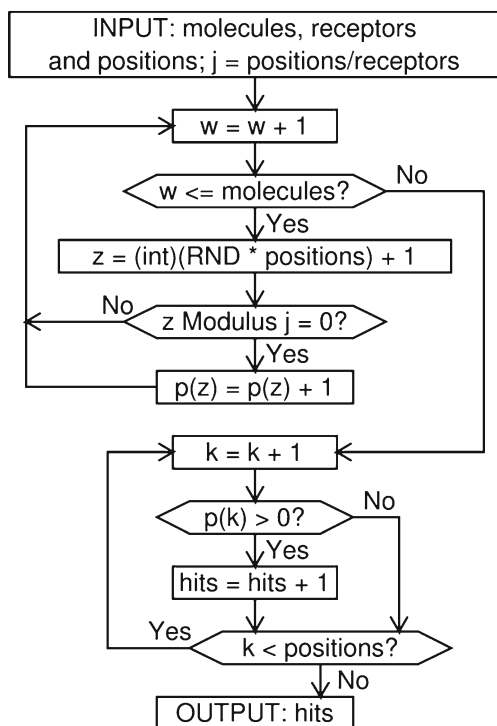 INPUT: molecules, receptors
and positions; j = positions/receptors
w = w + 1
w <= molecules?
No
Yes
z = (int)(RND * positions) + 1
No
z Modulus j = 0?
Yes
p(z) = p(z) + 1
k = k + 1
p(k) > 0?
No
Yes
hits = hits + 1
Yes
k < positions?
No
OUTPUT: hits